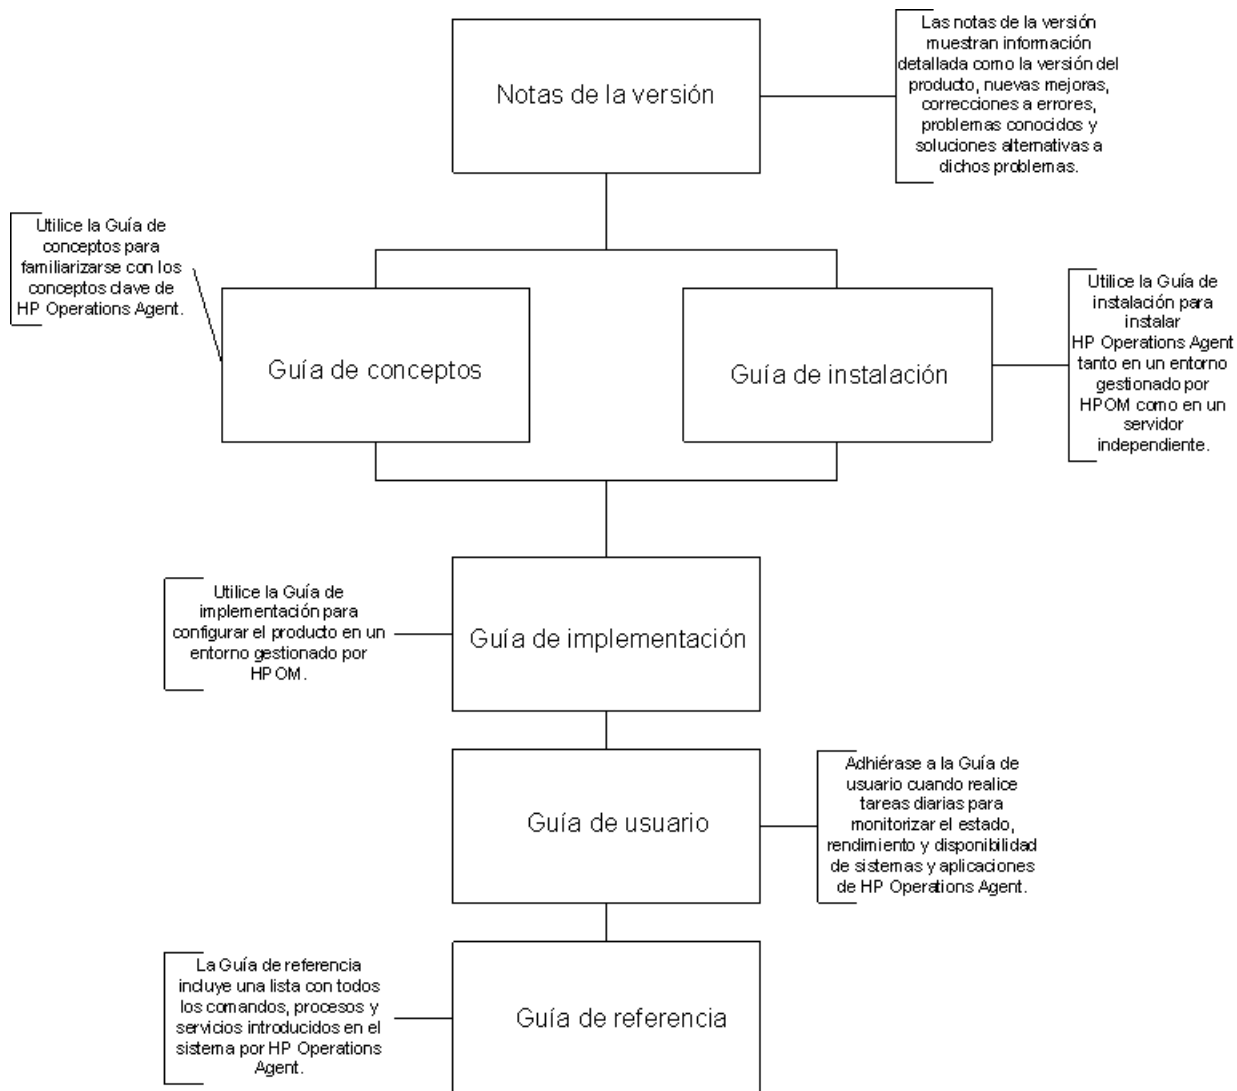 Notas de la versión
Las notas de la versión
muestran información
detallada como la versión del
producto, nuevas mejoras,
correcciones a errores,
problemas conocidos y
soluciones alternativas a
dichos problemas.
Utilice la Guía de
conceptos para
familiarizarse con los
conceptos clave de
HP Operations Agent.
Guía de conceptos
Guía de instalación
Utilice la Guía de
instalación para
instalar
HP Operations Agent
tanto en un entorno
gestionado por
HPOM como en un
servidor
independiente.
Utilice la Guía de
implementación para
configurar el producto en un
entorno gestionado por
HPOM.
Guía de implementación
Guía de usuario
Adhiérase a la Guía de
usuario cuando realice
tareas diarias para
monitorizar el estado,
rendimiento y disponibilidad
de sistemas y aplicaciones
de HP Operations Agent.
La Guía de referencia
incluye una lista con todos
los comandos, procesos y
servicios introducidos en el
sistema por HP Operations
Agent.
Guía de referencia